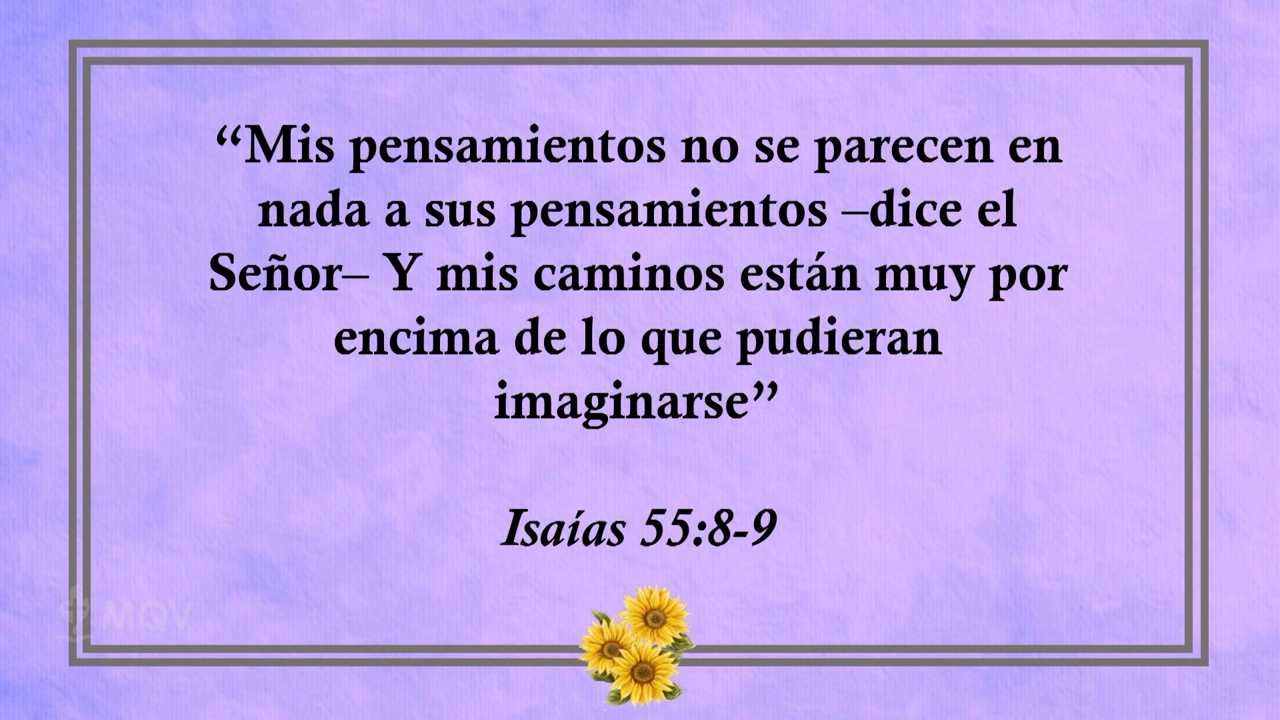 “Mis pensamientos no se parecen en
nada a sus pensamientos –dice el
Señor– Y mis caminos están muy por
encima de lo que pudieran
imaginarse”
Isaías 55:8-9
MQV